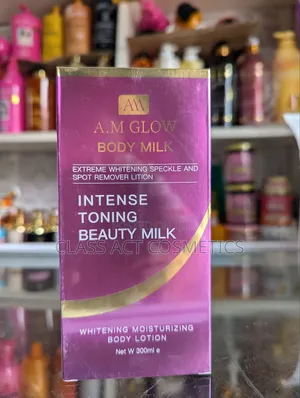 AM
A.M GLOW
BODY MILK
EXTREME WHITENING SPECKLE AND
SPOT REMOVER LITION
INTENSE
TONING
BEAUTY MILK
CLASS ACT COSMETICS
WHITENING MOISTURIZING
BODY LOTION
Net W 300ml e